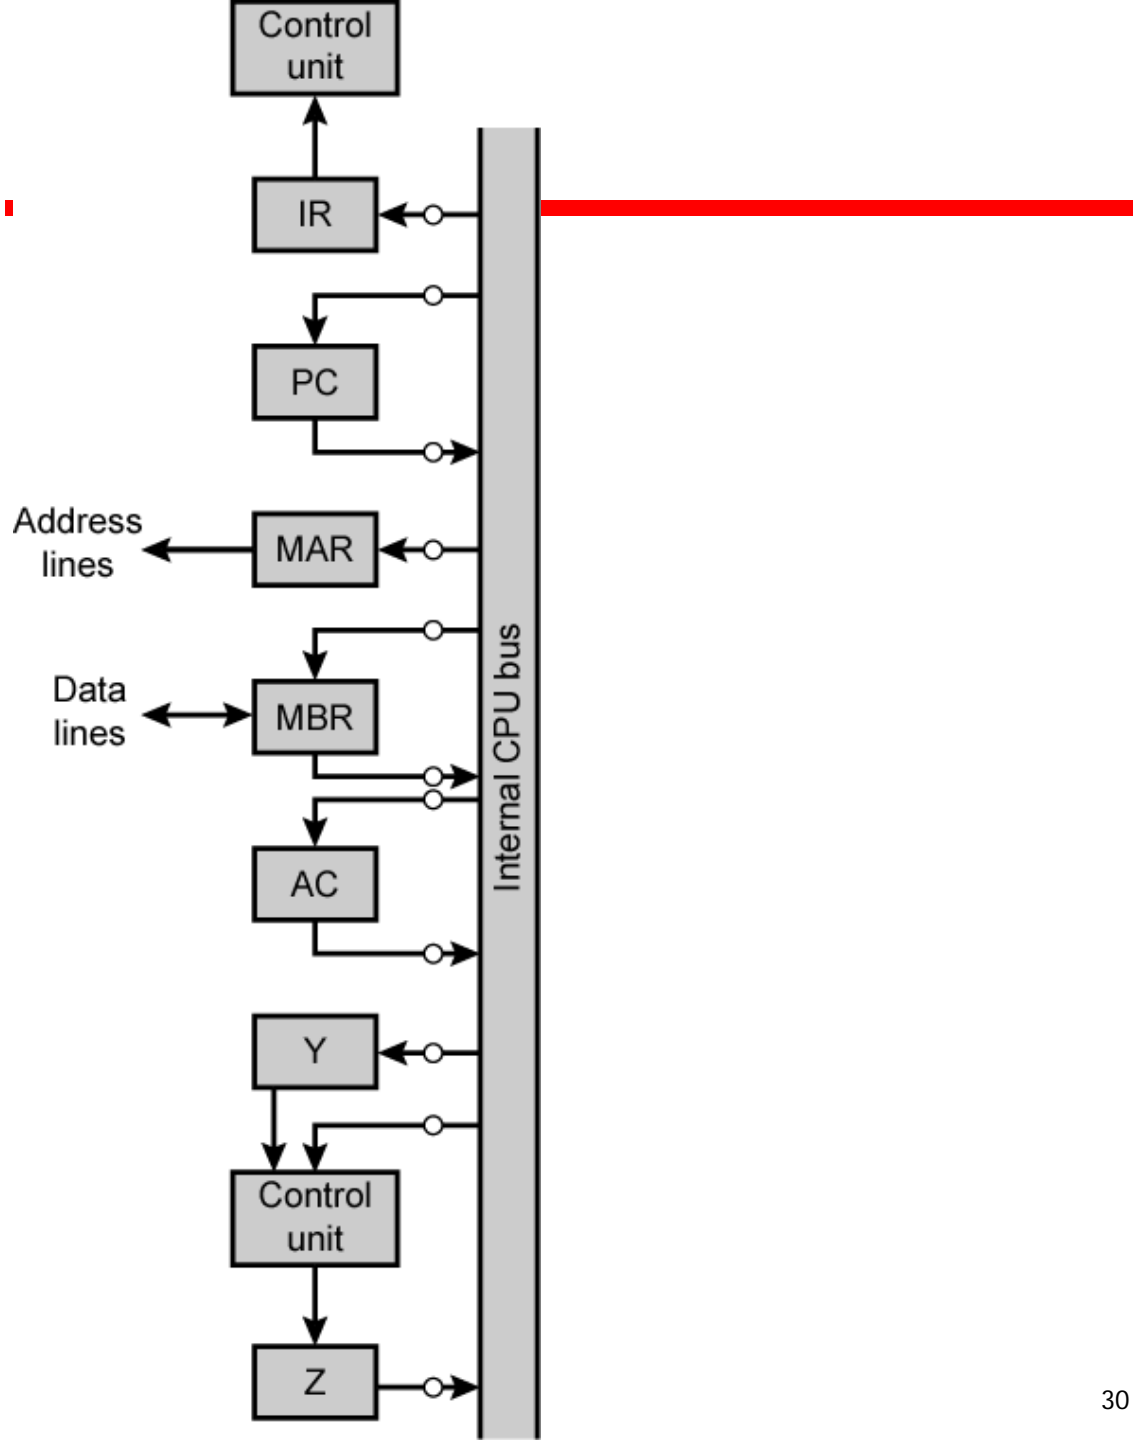 Control
unit
IR
PC
Address
lines
MAR
Data
lines
MBR
Internal CPU bus
AC
Y
Control
unit
Z
30